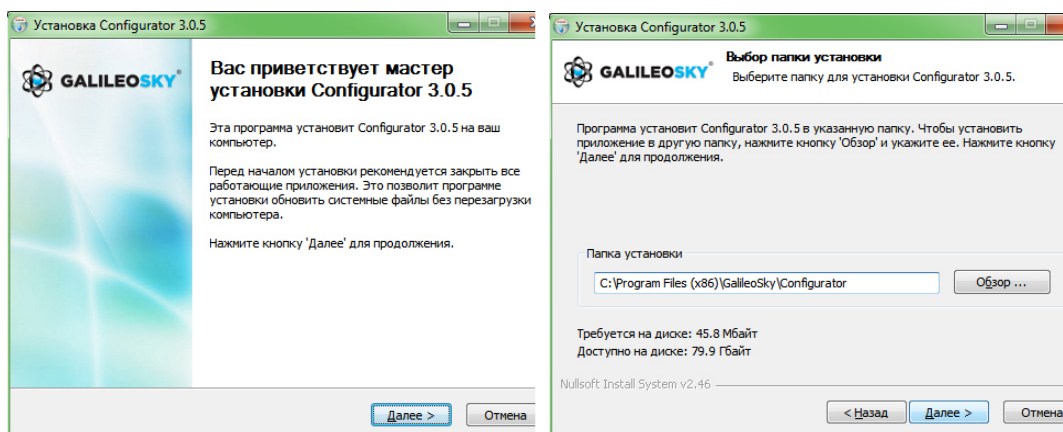 Установка Configurator 3.0.5
GALILEOSKY
Вас приветствует мастер
установки Configurator 3.0.5
Эта программа установит Configurator 3.0.5 на ваш
компьютер.
Перед началом установки рекомендуется закрыть все
работающие приложения. Это позволит программе
установки обновить системные файлы без перезагрузки
компьютера.
Нажмите кнопку 'Далее' для продолжения.
Далее >
Отмена
Установка Configurator 3.0.5
GALILEOSKY
Выбор папки установки
Выберите папку для установки Configurator 3.0.5.
Программа установит Configurator 3.0.5 в указанную папку. Чтобы установить
приложение в другую папку, нажмите кнопку 'Обзор' и укажите ее. Нажмите кнопку
'Далее' для продолжения.
Папка установки
C:\Program Files (x86)\GalileoSky\Configurator
Обзор ...
Требуется на диске: 45.8 Мбайт
Доступно на диске: 79.9 Гбайт
Nullsoft Install System v2.46
< Назад
Далее >
Отмена